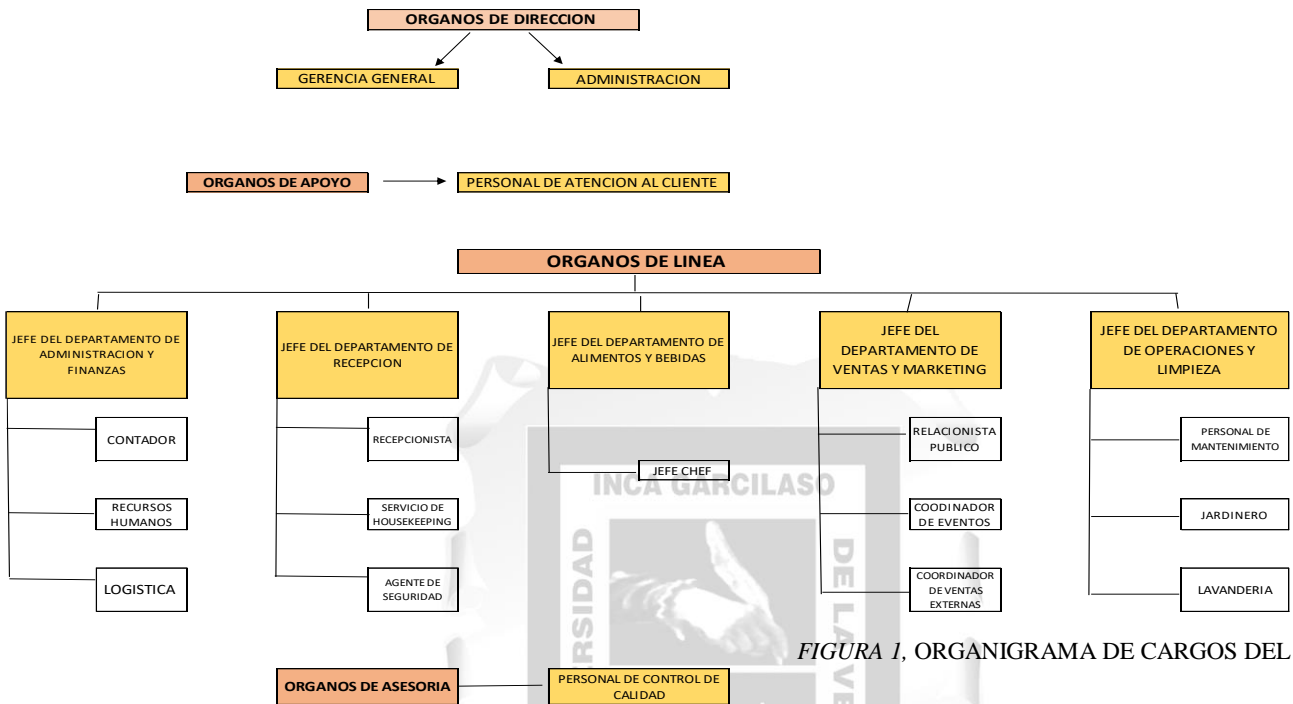 ORGANOS DE DIRECCION
GERENCIA GENERAL
ADMINISTRACION
ORGANOS DE APOYO
PERSONAL DE ATENCION AL CLIENTE
ORGANOS DE LINEA
JEFE DEL DEPARTAMENTO DE
ADMINISTRACION Y
FINANZAS
CONTADOR
RECURSOS
HUMANOS
LOGISTICA
JEFE DEL DEPARTAMENTO DE
RECEPCION
RECEPCIONISTA
SERVICIO DE
HOUSEKEEPING
AGENTE DE
SEGURIDAD
JEFE DEL DEPARTAMENTO DE
ALIMENTOS Y BEBIDAS
JEFE CHEF
JEFE DEL
DEPARTAMENTO DE
VENTAS Y MARKETING
RELACIONISTA
PUBLICO
COODINADOR
DE EVENTOS
COORDINADOR
DE VENTAS
EXTERNAS
JEFE DEL DEPARTAMENTO
DE OPERACIONES Y
LIMPIEZA
PERSONAL DE
MANTENIMIENTO
JARDINERO
LAVANDERIA
INCA GARCILASO
DE LA
FIGURA 1, ORGANIGRAMA DE CARGOS DEL
ORGANOS DE ASESORIA
PERSONAL DE CONTROL DE
CALIDAD